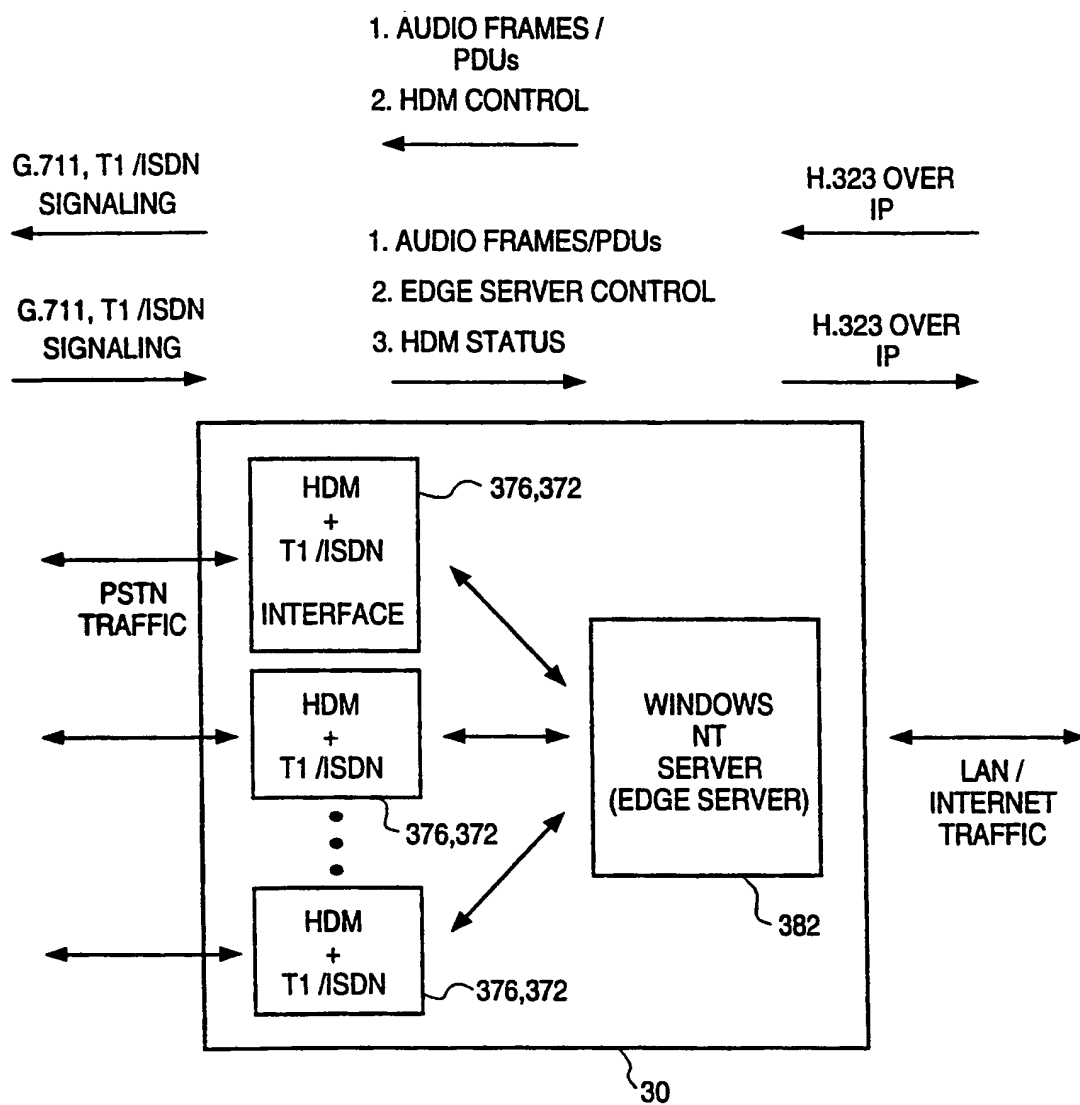 1. AUDIO FRAMES /
PDUs
2. HDM CONTROL
G.711, T1 /ISDN
SIGNALING
H.323 OVER
IP
1. AUDIO FRAMES/PDUs
2. EDGE SERVER CONTROL
3. HDM STATUS
G.711, T1 /ISDN
SIGNALING
H.323 OVER
IP
HDM
+
T1 /ISDN
INTERFACE
376,372
PSTN
TRAFFIC
HDM
+
T1 /ISDN
376,372
WINDOWS
NT
SERVER
(EDGE SERVER)
382
LAN /
INTERNET
TRAFFIC
HDM
+
T1 /ISDN
376,372
30